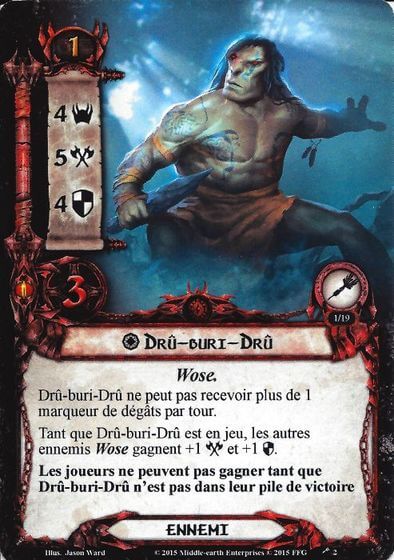 1
4
5
4
3
1/19
Drû-buri-Drû
Wose.
Drû-buri-Drû ne peut pas recevoir plus de 1
marqueur de dégâts par tour.
Tant que Drû-buri-Drû est en jeu, les autres
ennemis Wose gagnent +1 et +1 .
Les joueurs ne peuvent pas gagner tant que
Drû-buri-Drû n'est pas dans leur pile de victoire
ENNEMI
Illus. Jason Ward © 2015 Middle-earth Enterprises ® 2015 FFG 2